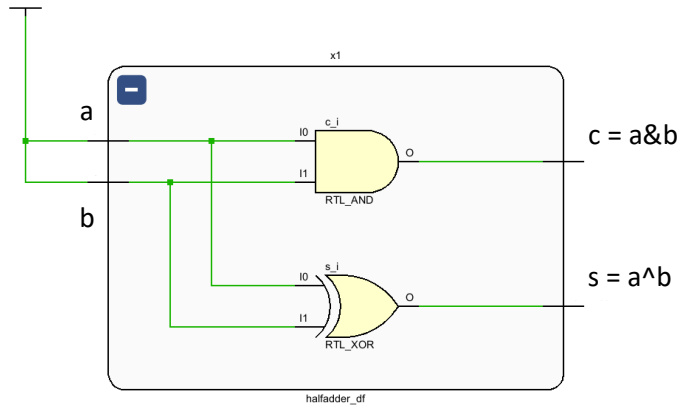 x1
a
c_i
I0
O
c = a&b
I1
RTL_AND
b
s_i
I0
O
s = a^b
I1
RTL_XOR
halfadder_df